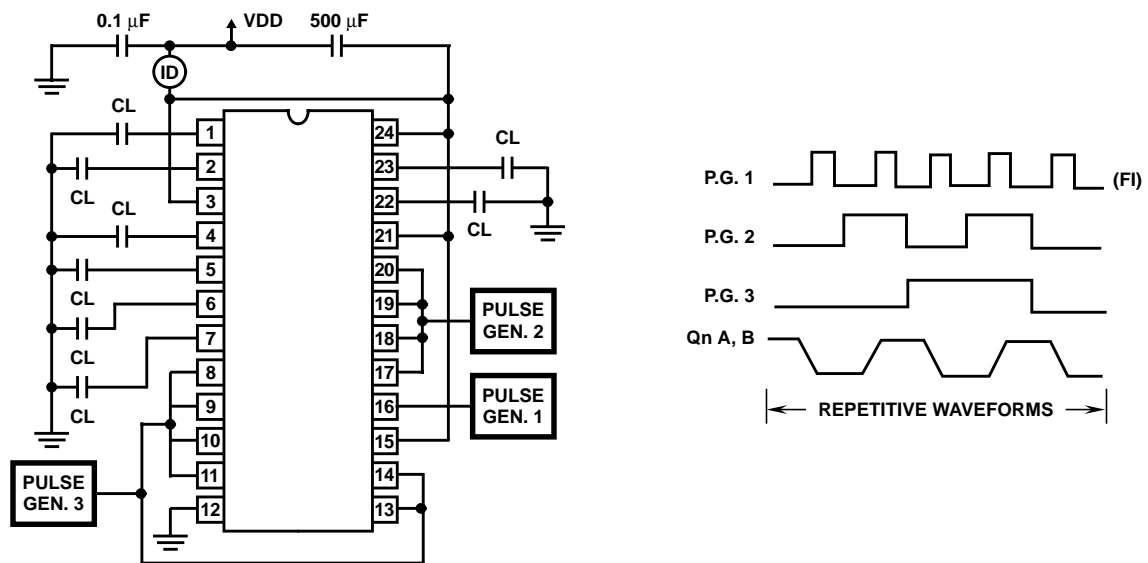 0.1 μF
VDD
500 μF
ID
CL
CL
CL
CL
CL
CL
CL
CL
1
2
3
4
5
6
7
8
9
10
11
12
24
23
22
21
20
19
18
17
16
15
14
13
PULSE
GEN. 2
PULSE
GEN. 1
PULSE
GEN. 3
P.G. 1
(FI)
P.G. 2
P.G. 3
Qn A, B
REPETITIVE WAVEFORMS